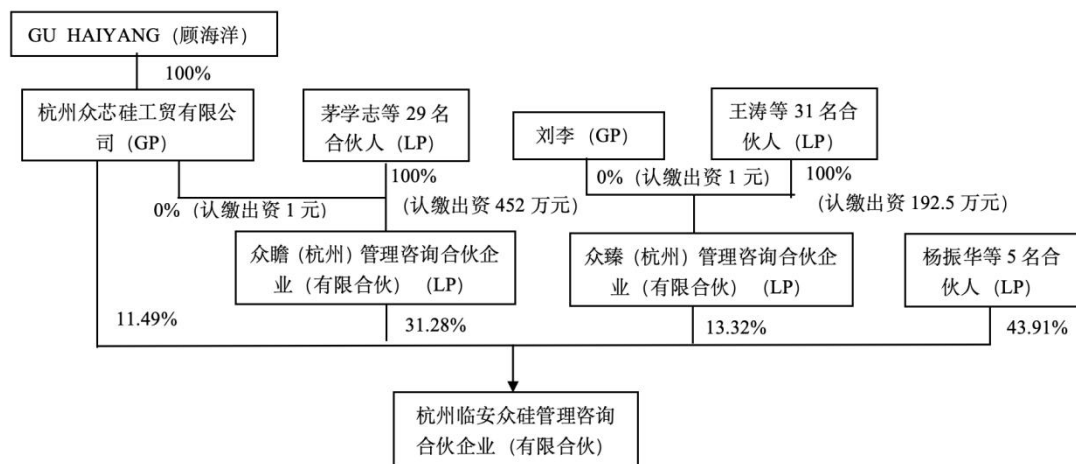 GU HAIYANG（顾海洋）
100%
杭州众芯硅工贸有限公
司（GP）
茅学志等 29 名
合伙人（LP）
刘李（GP）
王涛等 31 名合
伙人（LP）
100%
0%（认缴出资 1 元）
100%
0%（认缴出资 1 元）
（认缴出资 452 万元）
（认缴出资 192.5 万元）
众瞻（杭州）管理咨询合伙企
业（有限合伙）（LP）
众臻（杭州）管理咨询合伙企
业（有限合伙）（LP）
杨振华等 5 名合
伙人（LP）
11.49%
31.28%
13.32%
43.91%
杭州临安众硅管理咨询
合伙企业（有限合伙）